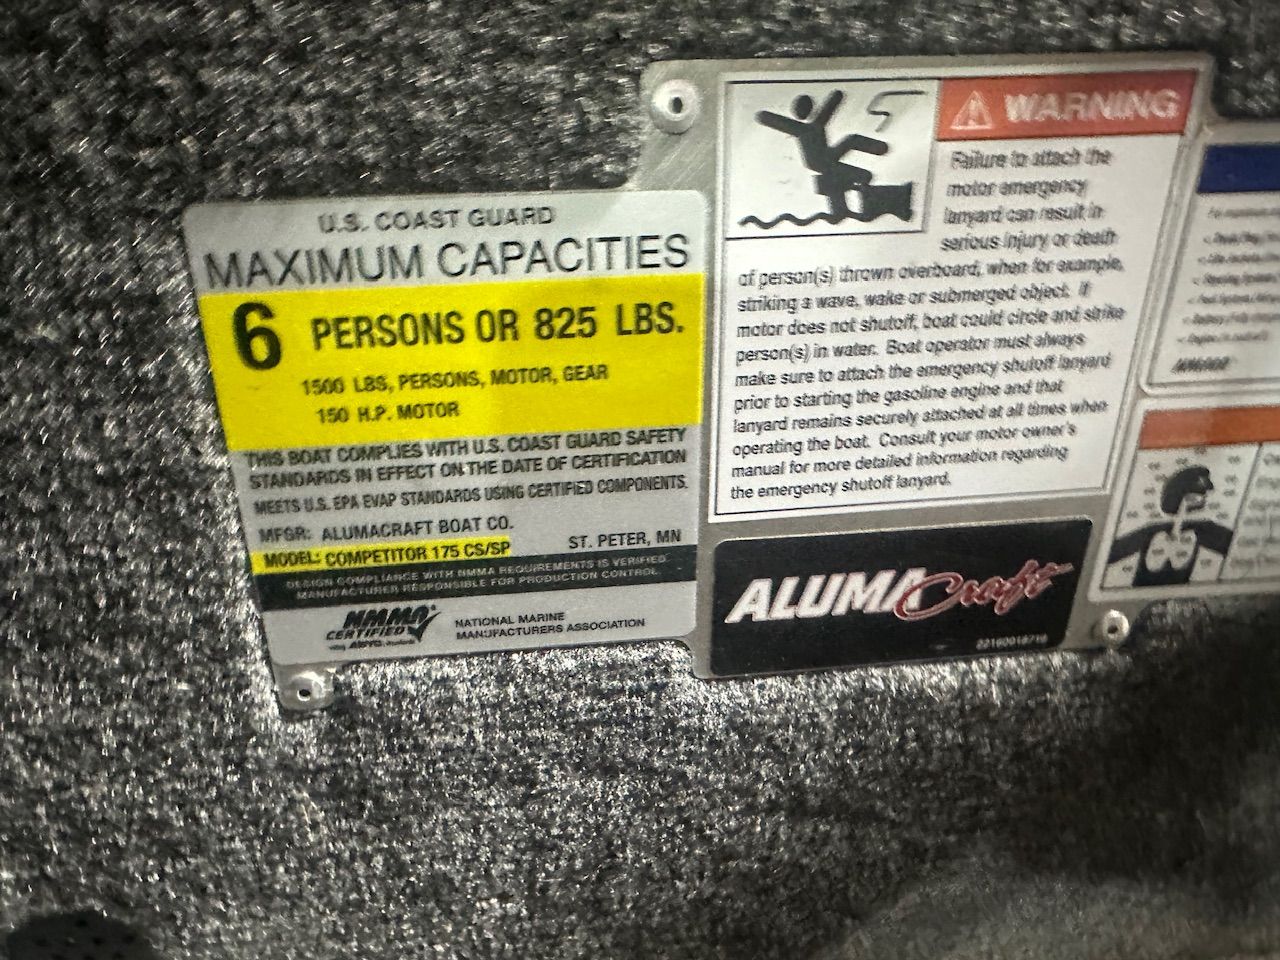 U.S. COAST GUARD
MAXIMUM CAPACITIES
6 PERSONS OR 825 LBS.
1500 LBS, PERSONS, MOTOR, GEAR
150 H.P. MOTOR
THIS BOAT COMPLIES WITH U.S. COAST GUARD SAFETY
STANDARDS IN EFFECT ON THE DATE OF CERTIFICATION
MEETS U.S. EPA EVAP STANDARDS USING CERTIFIED COMPONENTS.
MFGR: ALUMACRAFT BOAT CO.
ST. PETER, MN
MODEL: COMPETITOR 175 CS/SP
DESIGN COMPLIANCE WITH NMMA REQUIREMENTS IS VERIFIED.
MANUFACTURER RESPONSIBLE FOR PRODUCTION CONTROL.
NMMA
CERTIFIED
NATIONAL MARINE
MANUFACTURERS ASSOCIATION
WARNING
Failure to attach the
motor emergency
lanyard can result in
serious injury or death
of person(s) thrown overboard, when for example,
striking a wave, wake or submerged object. If
motor does not shutoff, boat could circle and strike
person(s) in water. Boat operator must always
make sure to attach the emergency shutoff lanyard
prior to starting the gasoline engine and that
lanyard remains securely attached at all times when
operating the boat. Consult your motor owner's
manual for more detailed information regarding
the emergency shutoff lanyard.
ALUMACraft